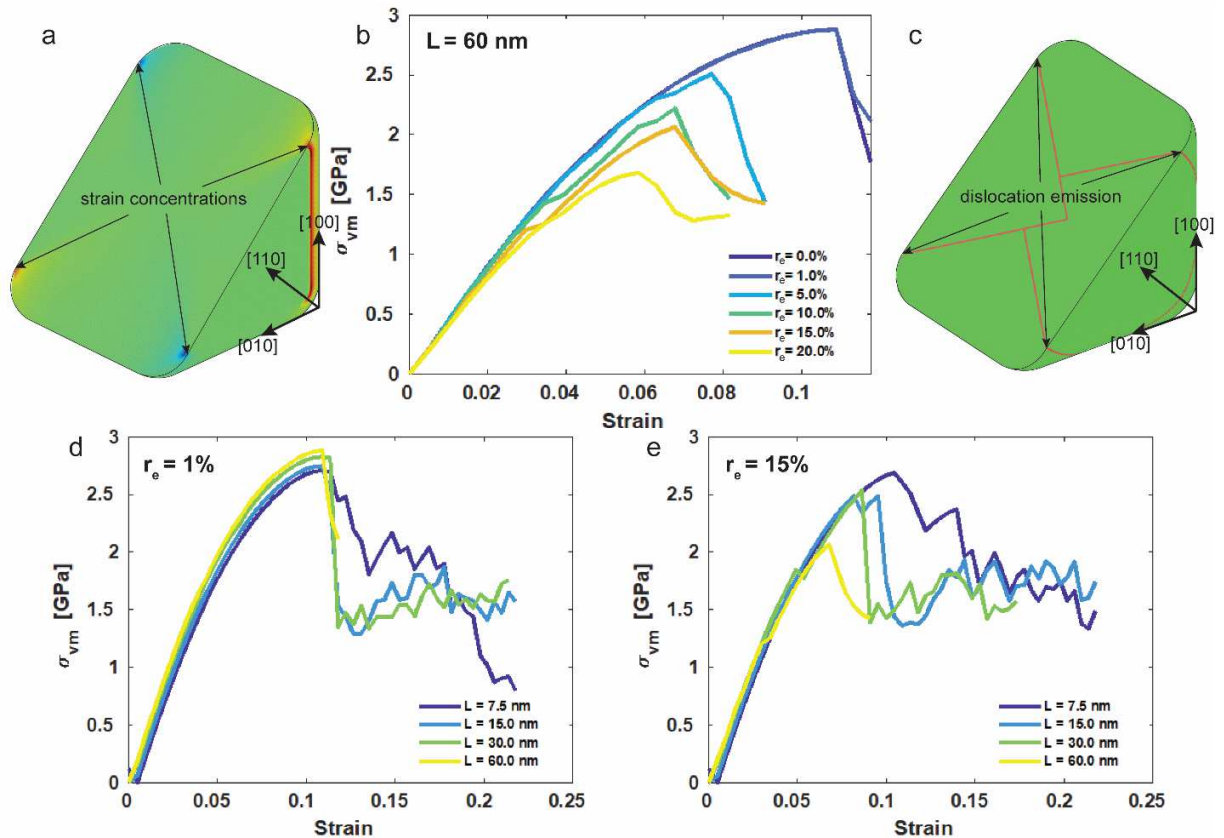 a
strain concentrations
[100]
[110]
[010]
b
L = 60 nm
σvm [GPa]
3
2.5
2
1.5
1
0.5
0
0
0.02
0.04
0.06
0.08
0.1
Strain
re= 0.0%
re= 1.0%
re= 5.0%
re= 10.0%
re= 15.0%
re= 20.0%
c
dislocation emission
[100]
[110]
[010]
d
re = 1%
σvm [GPa]
3
2.5
2
1.5
1
0.5
0
0
0.05
0.1
0.15
0.2
0.25
Strain
L = 7.5 nm
L = 15.0 nm
L = 30.0 nm
L = 60.0 nm
e
re = 15%
σvm [GPa]
3
2.5
2
1.5
1
0.5
0
0
0.05
0.1
0.15
0.2
0.25
Strain
L = 7.5 nm
L = 15.0 nm
L = 30.0 nm
L = 60.0 nm